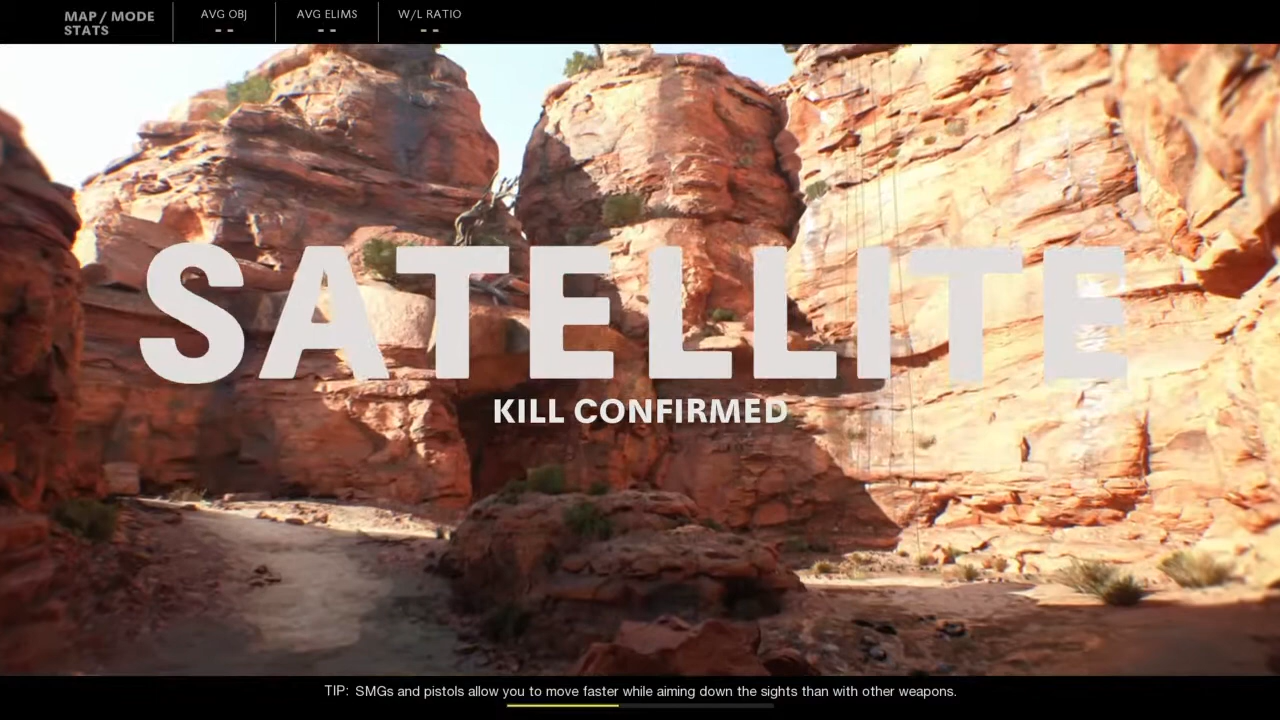 MAP / MODE
STATS
AVG OBJ
--
AVG ELIMS
--
W/L RATIO
--
SATELLITE
KILL CONFIRMED
TIP: SMGs and pistols allow you to move faster while aiming down the sights than with other weapons.